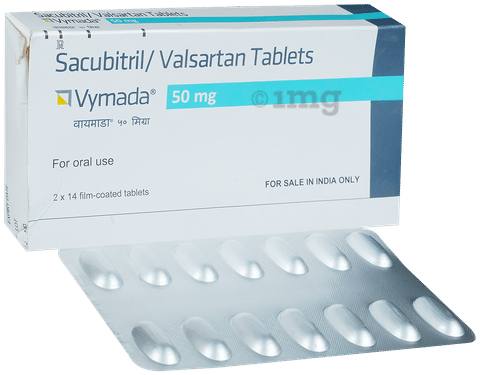 Sacubitril/ Valsartan Tablets
Vymada® 50 mg
वायमाडा® ५० मिग्रा
©1mg
For oral use
2 x 14 film-coated tablets
FOR SALE IN INDIA ONLY